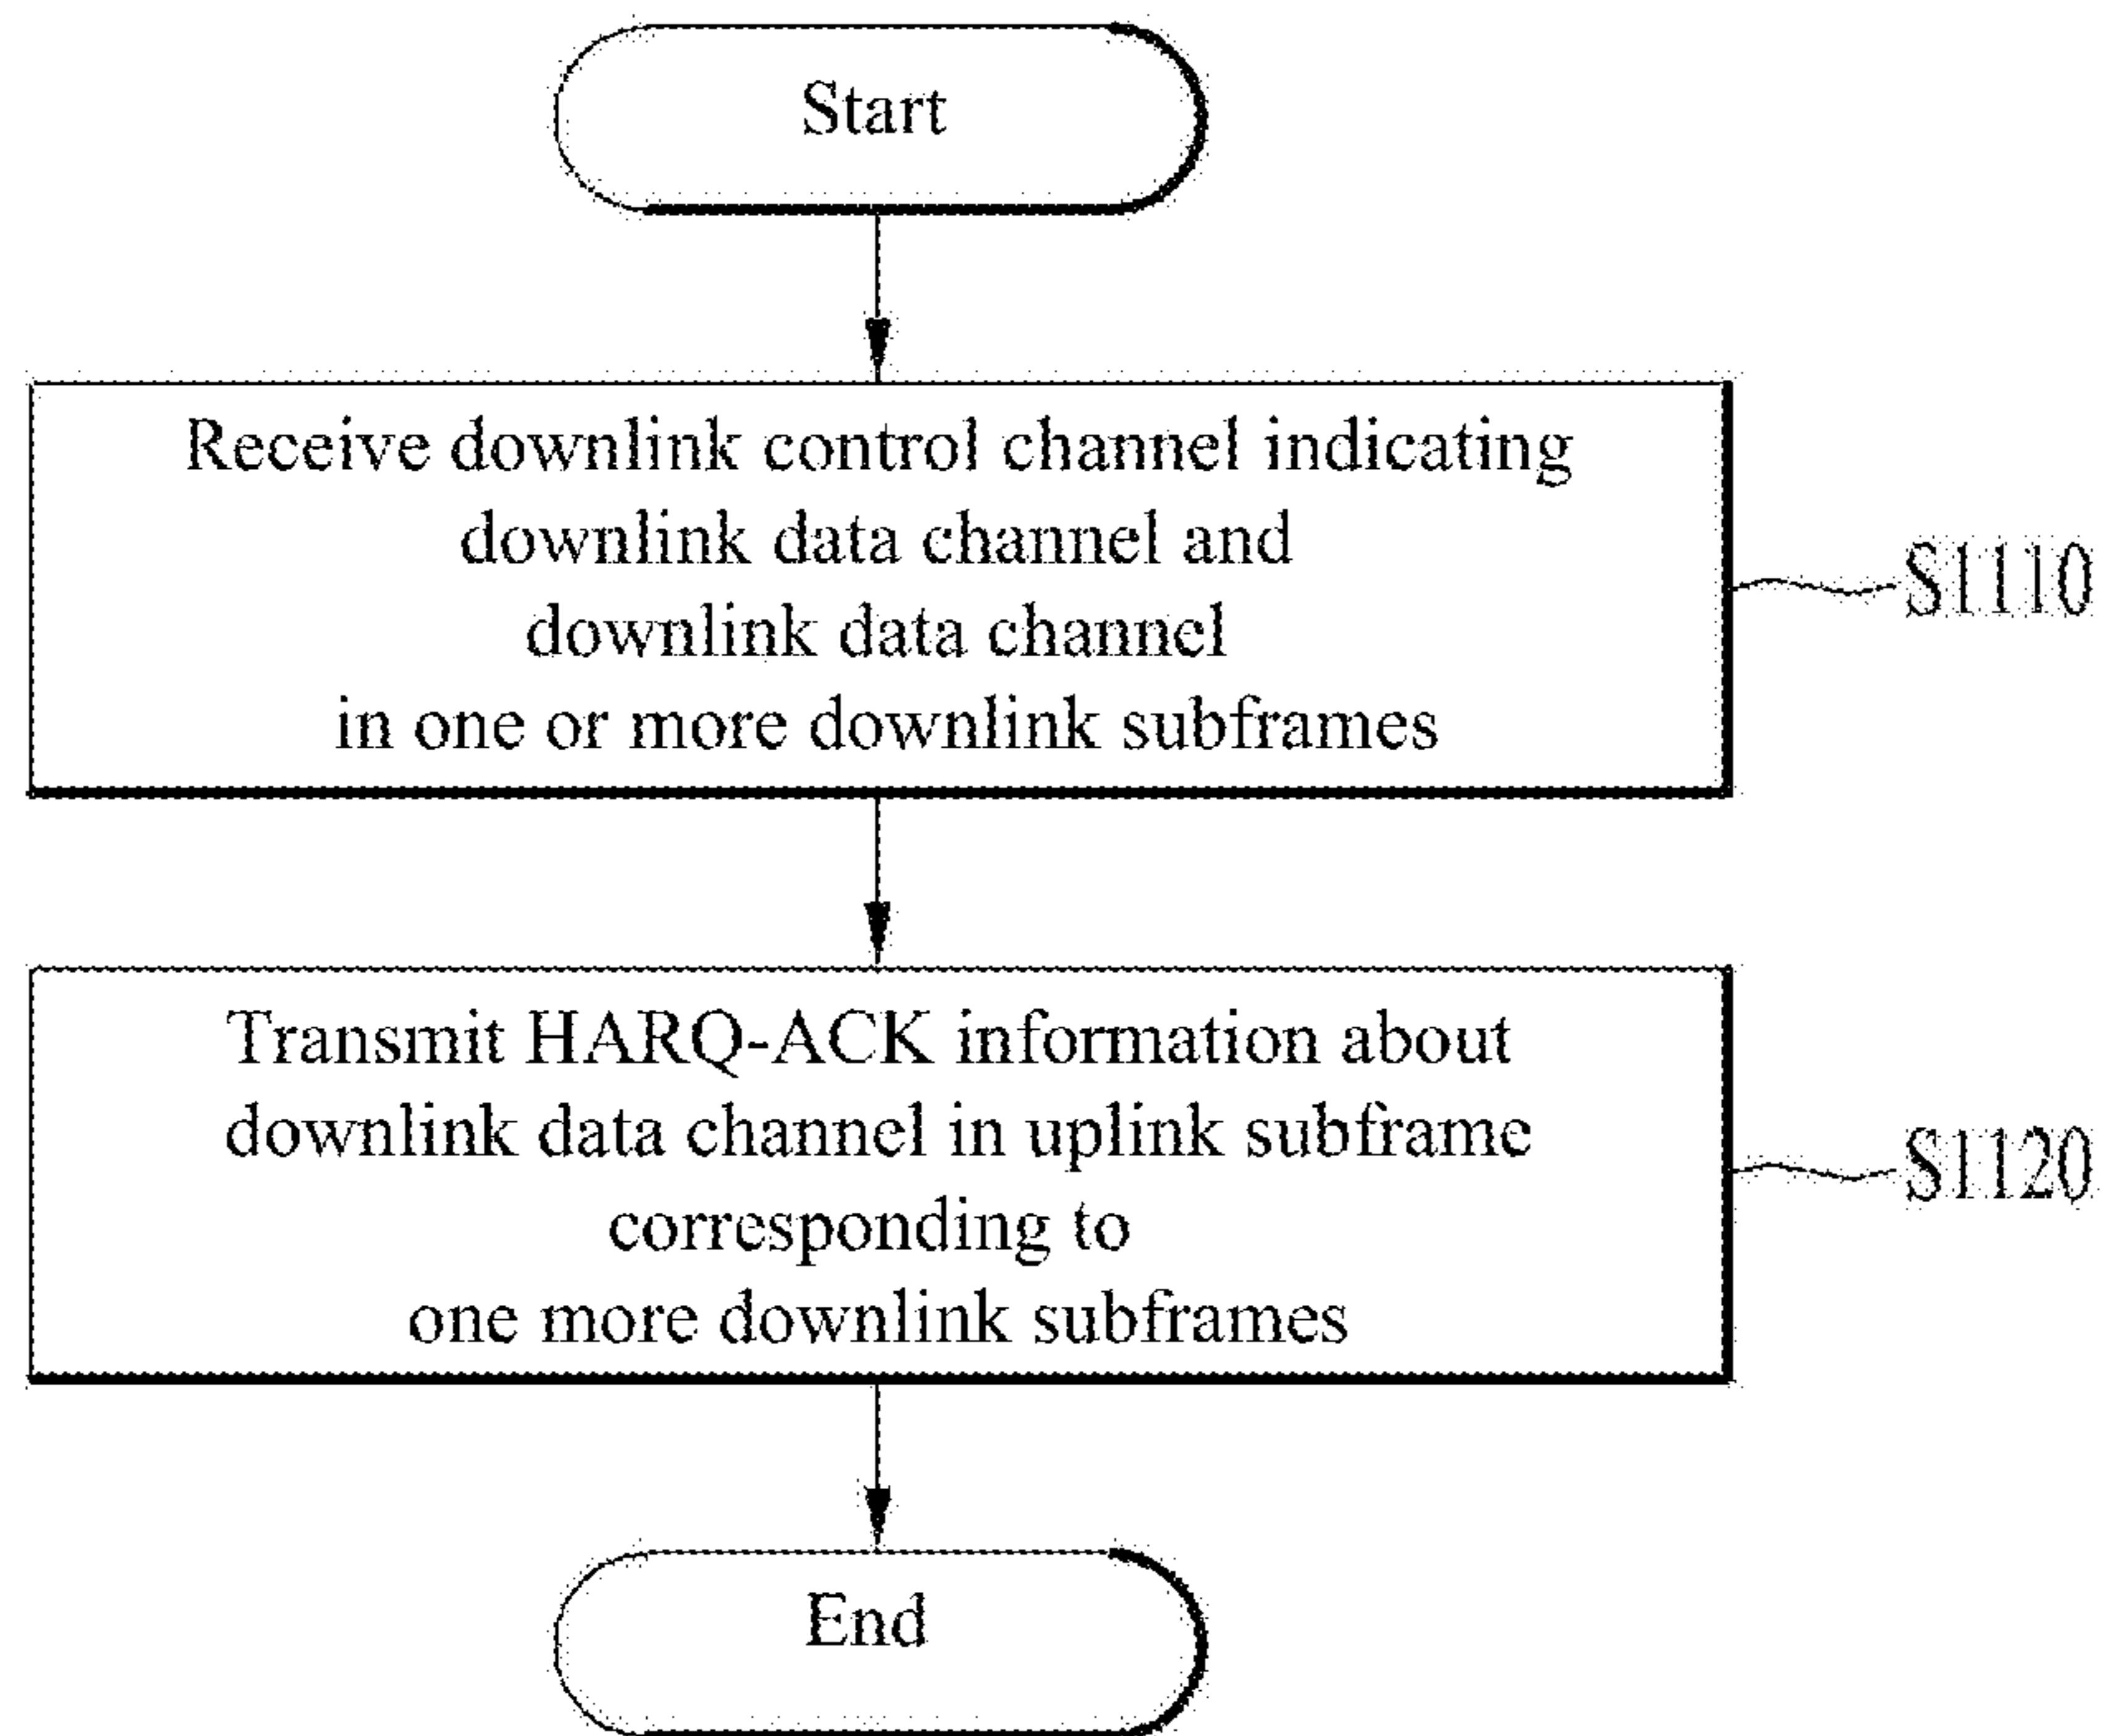 Start
Receive downlink control channel indicating
downlink data channel and
downlink data channel
in one or more downlink subframes
S1110
Transmit HARQ-ACK information about
downlink data channel in uplink subframe
corresponding to
one more downlink subframes
S1120
End